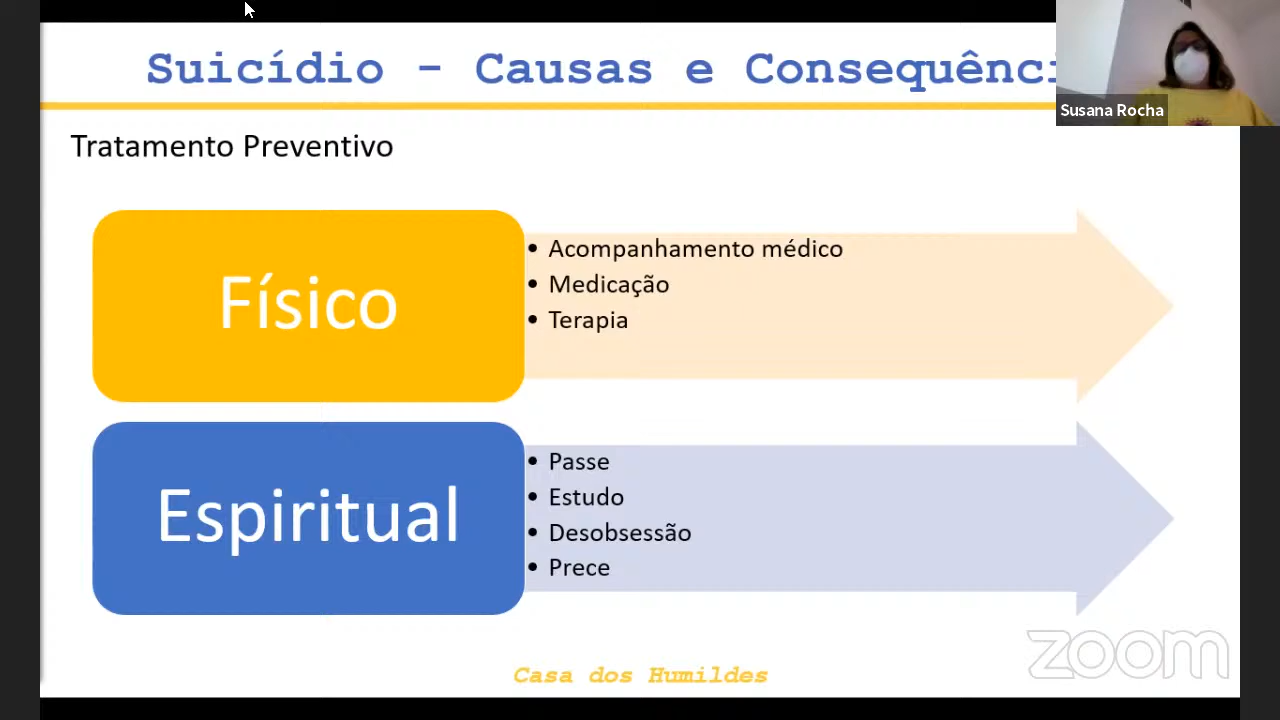 Suicídio - Causas e Consequênci
Susana Rocha
Tratamento Preventivo
Físico
• Acompanhamento médico
• Medicação
• Terapia
Espiritual
• Passe
• Estudo
• Desobsessão
• Prece
zoom
Casa dos Humildes